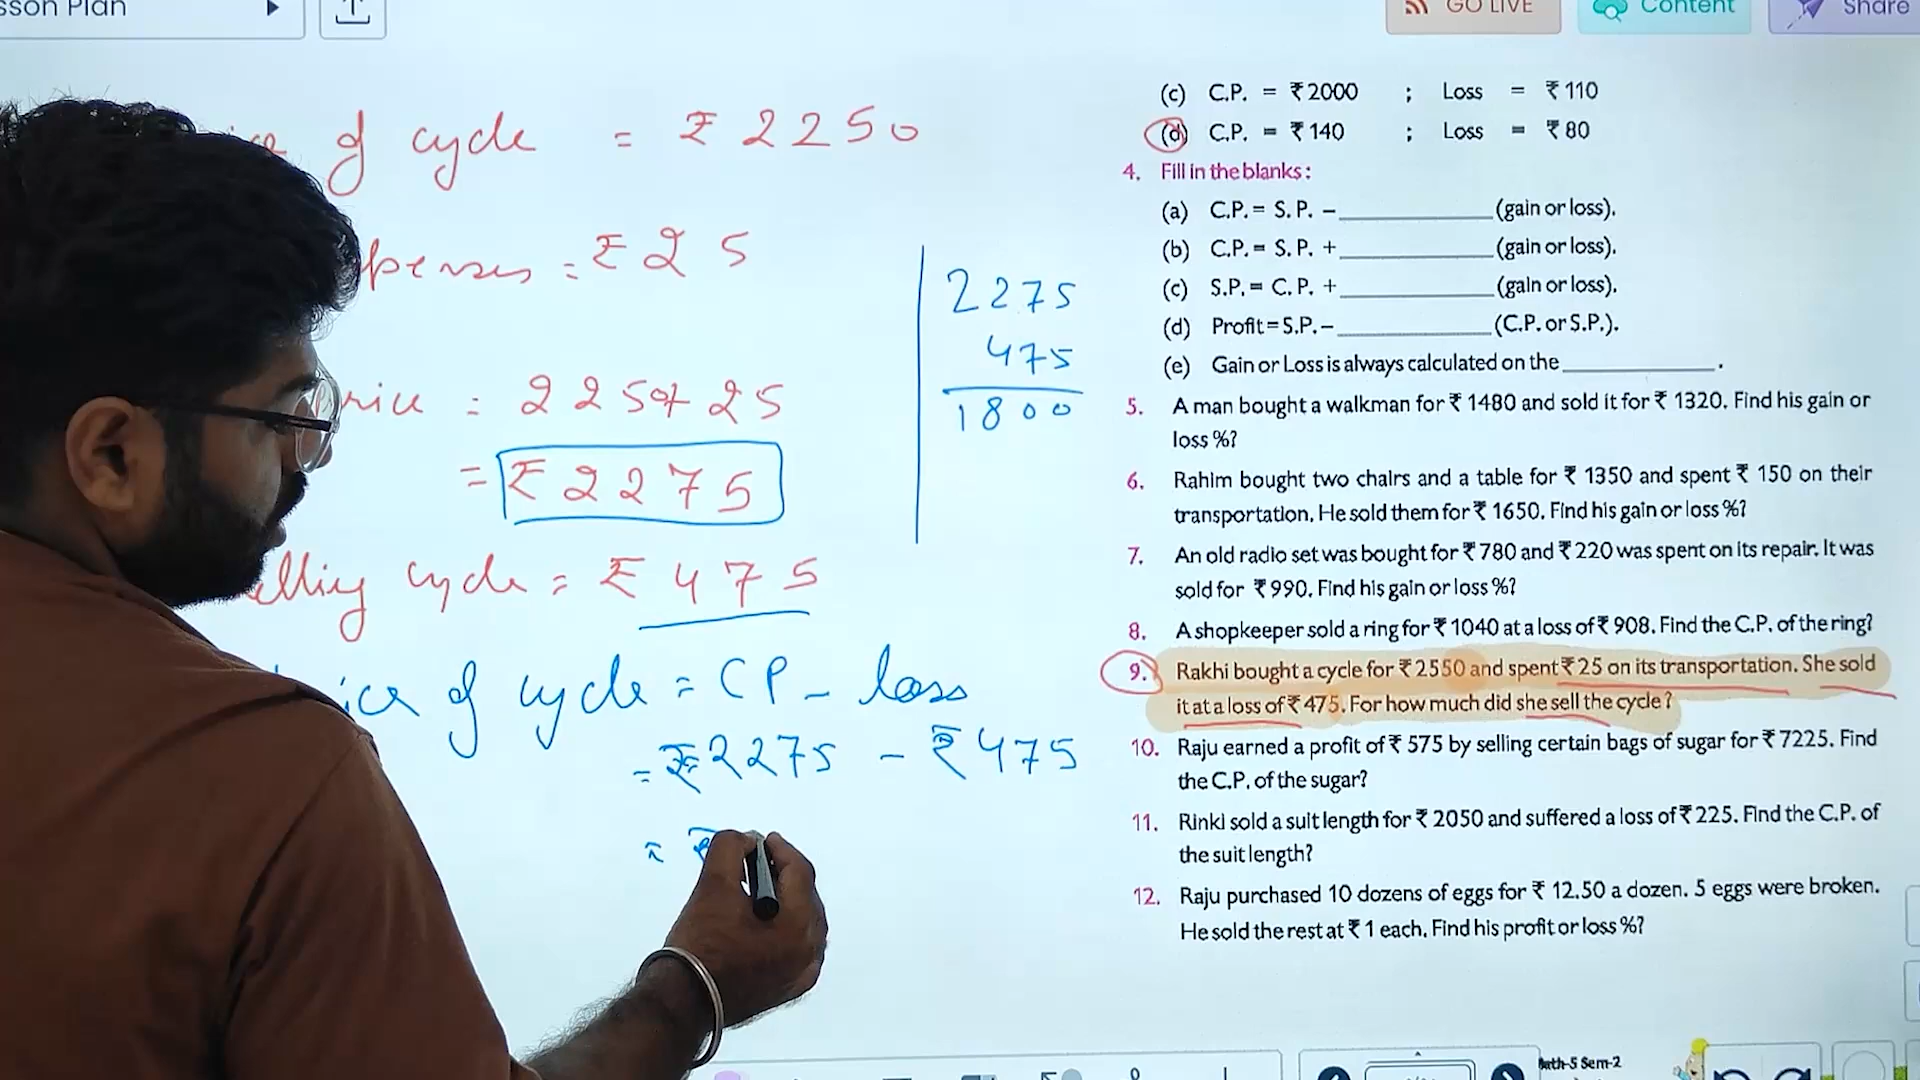 sson Plan
GO LIVE
Content
Share
of cycle = ₹ 2250
= ₹ 25
= 2250+25
= ₹ 2275
cycle = ₹ 475
of cycle = CP - loss
= ₹ 2275 - ₹ 475
= ₹
2275
475
1800
(c) C.P. = ₹ 2000 ; Loss = ₹ 110
(d) C.P. = ₹ 140 ; Loss = ₹ 80
4. Fill in the blanks:
(a) C.P. = S.P. – ____________ (gain or loss).
(b) C.P. = S.P. + ____________ (gain or loss).
(c) S.P. = C.P. + ____________ (gain or loss).
(d) Profit = S.P. – ____________ (C.P. or S.P.).
(e) Gain or Loss is always calculated on the ____________ .
5. A man bought a walkman for ₹ 1480 and sold it for ₹ 1320. Find his gain or
loss %?
6. Rahim bought two chairs and a table for ₹ 1350 and spent ₹ 150 on their
transportation. He sold them for ₹ 1650. Find his gain or loss %?
7. An old radio set was bought for ₹ 780 and ₹ 220 was spent on its repair. It was
sold for ₹ 990. Find his gain or loss %?
8. A shopkeeper sold a ring for ₹ 1040 at a loss of ₹ 908. Find the C.P. of the ring?
9. Rakhi bought a cycle for ₹ 2550 and spent ₹ 25 on its transportation. She sold
it at a loss of ₹ 475. For how much did she sell the cycle?
10. Raju earned a profit of ₹ 575 by selling certain bags of sugar for ₹ 7225. Find
the C.P. of the sugar?
11. Rinki sold a suit length for ₹ 2050 and suffered a loss of ₹ 225. Find the C.P. of
the suit length?
12. Raju purchased 10 dozens of eggs for ₹ 12.50 a dozen. 5 eggs were broken.
He sold the rest at ₹ 1 each. Find his profit or loss %?
Math-5 Sem-2